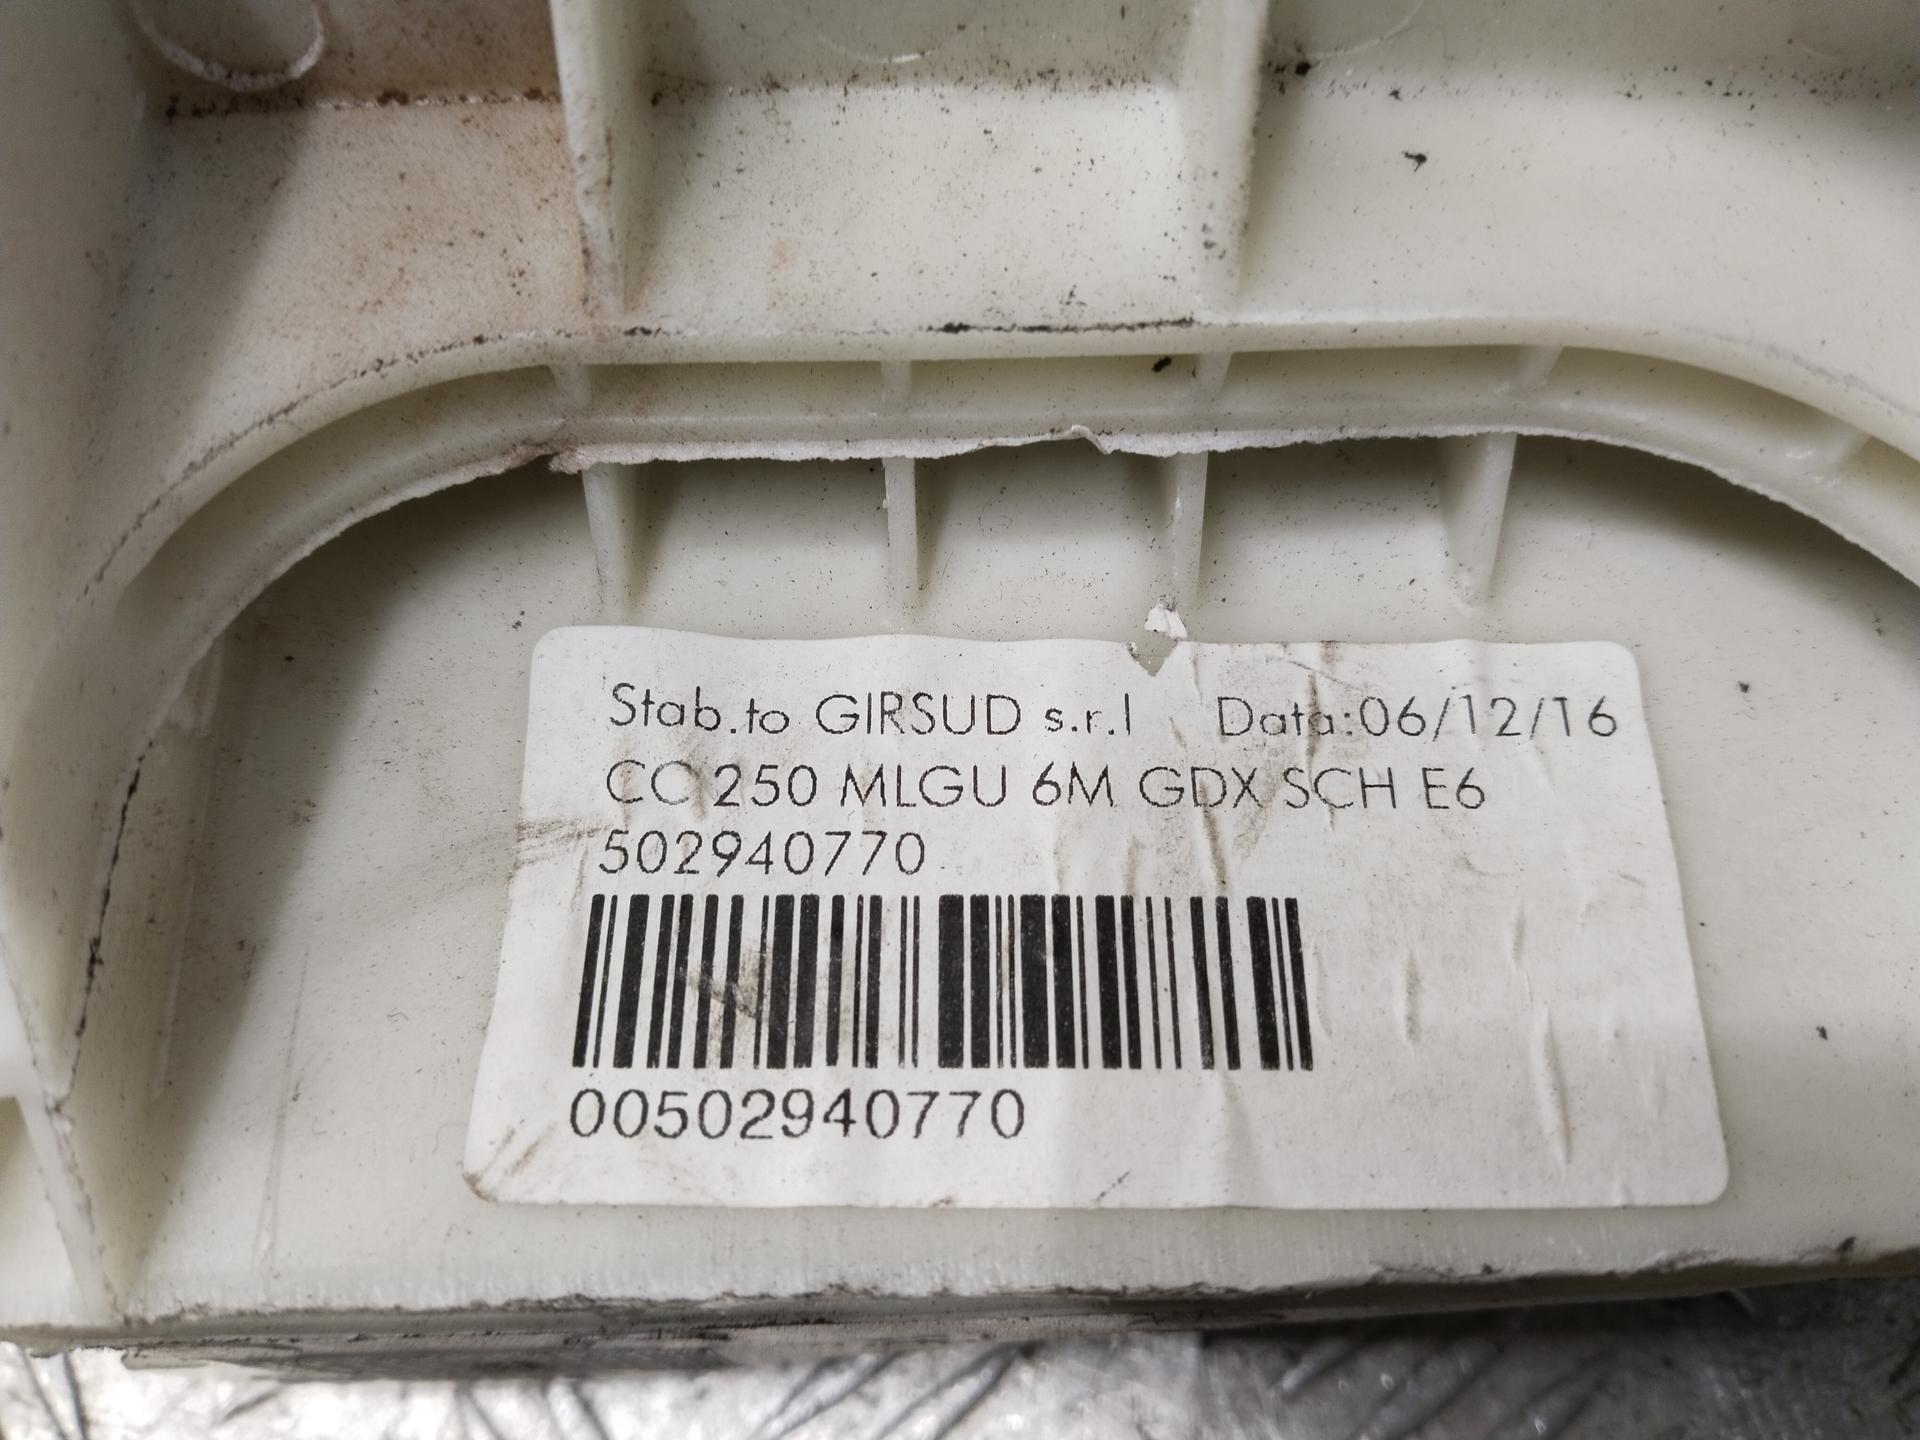 Stab.to GIRSUD s.r.l Data:06/12/16
CC 250 MLGU 6M GDX SCH E6
502940770
00502940770